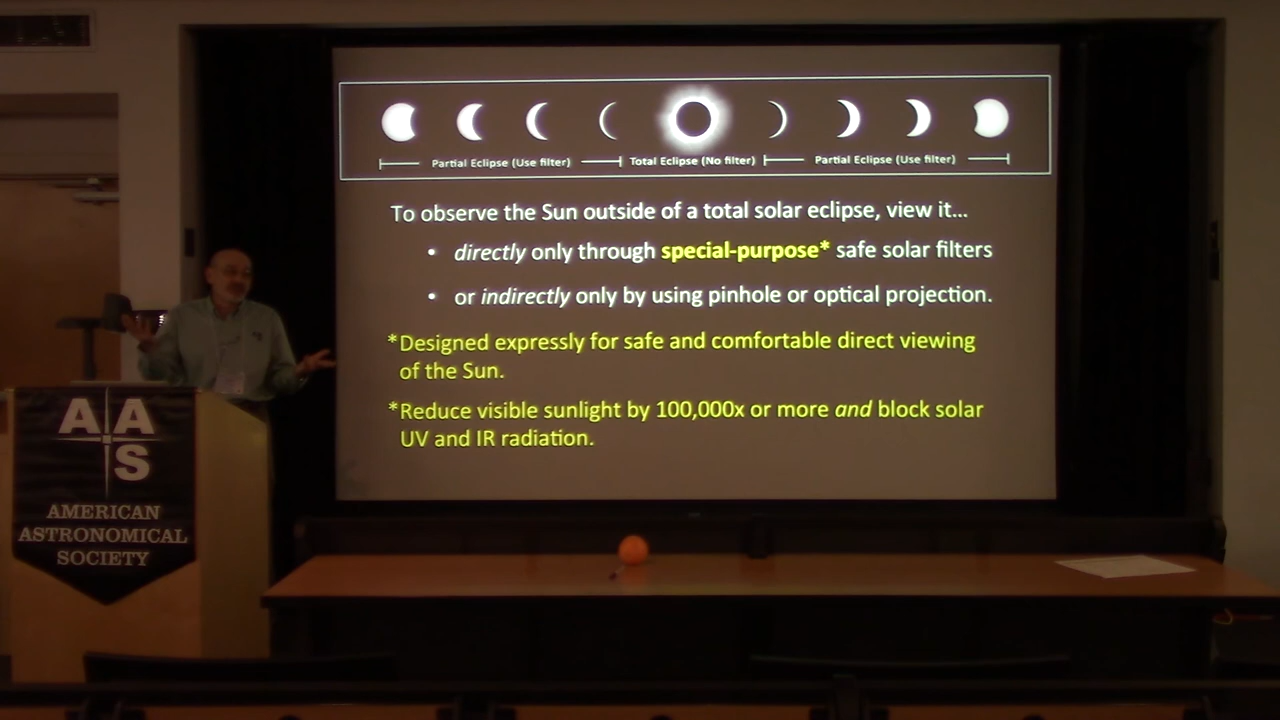 Partial Eclipse (Use filter) Total Eclipse (No filter) Partial Eclipse (Use filter)
To observe the Sun outside of a total solar eclipse, view it...
• directly only through special-purpose* safe solar filters
• or indirectly only by using pinhole or optical projection.
*Designed expressly for safe and comfortable direct viewing
of the Sun.
*Reduce visible sunlight by 100,000x or more and block solar
UV and IR radiation.
A A
S
AMERICAN
ASTRONOMICAL
SOCIETY